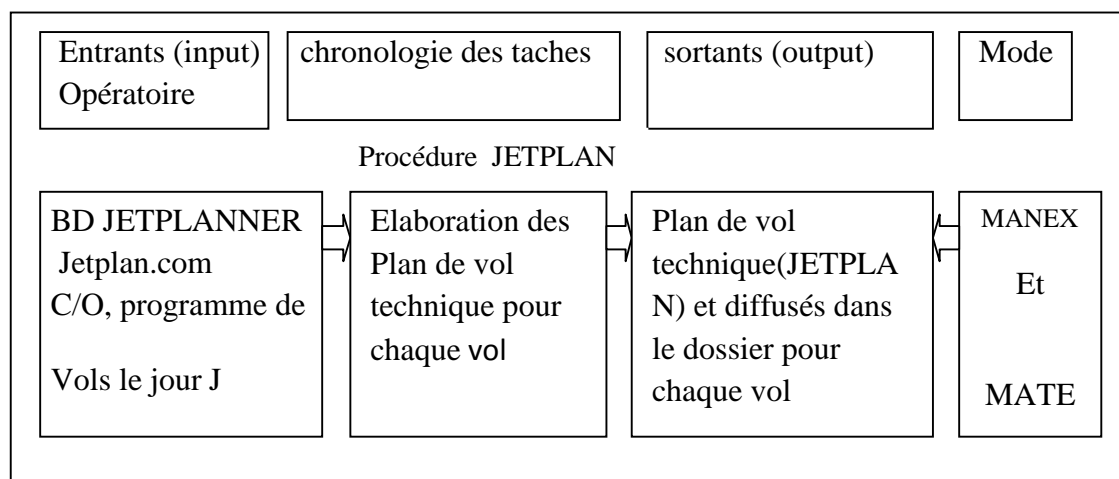 Entrants (input)
Opératoire
chronologie des taches
sortants (output)
Mode
Procédure JETPLAN
BD JETPLANNER
Jetplan.com
C/O, programme de
Vols le jour J
Elaboration des
Plan de vol
technique pour
chaque vol
Plan de vol
technique(JETPLA
N) et diffusés dans
le dossier pour
chaque vol
MANEX
Et
MATE